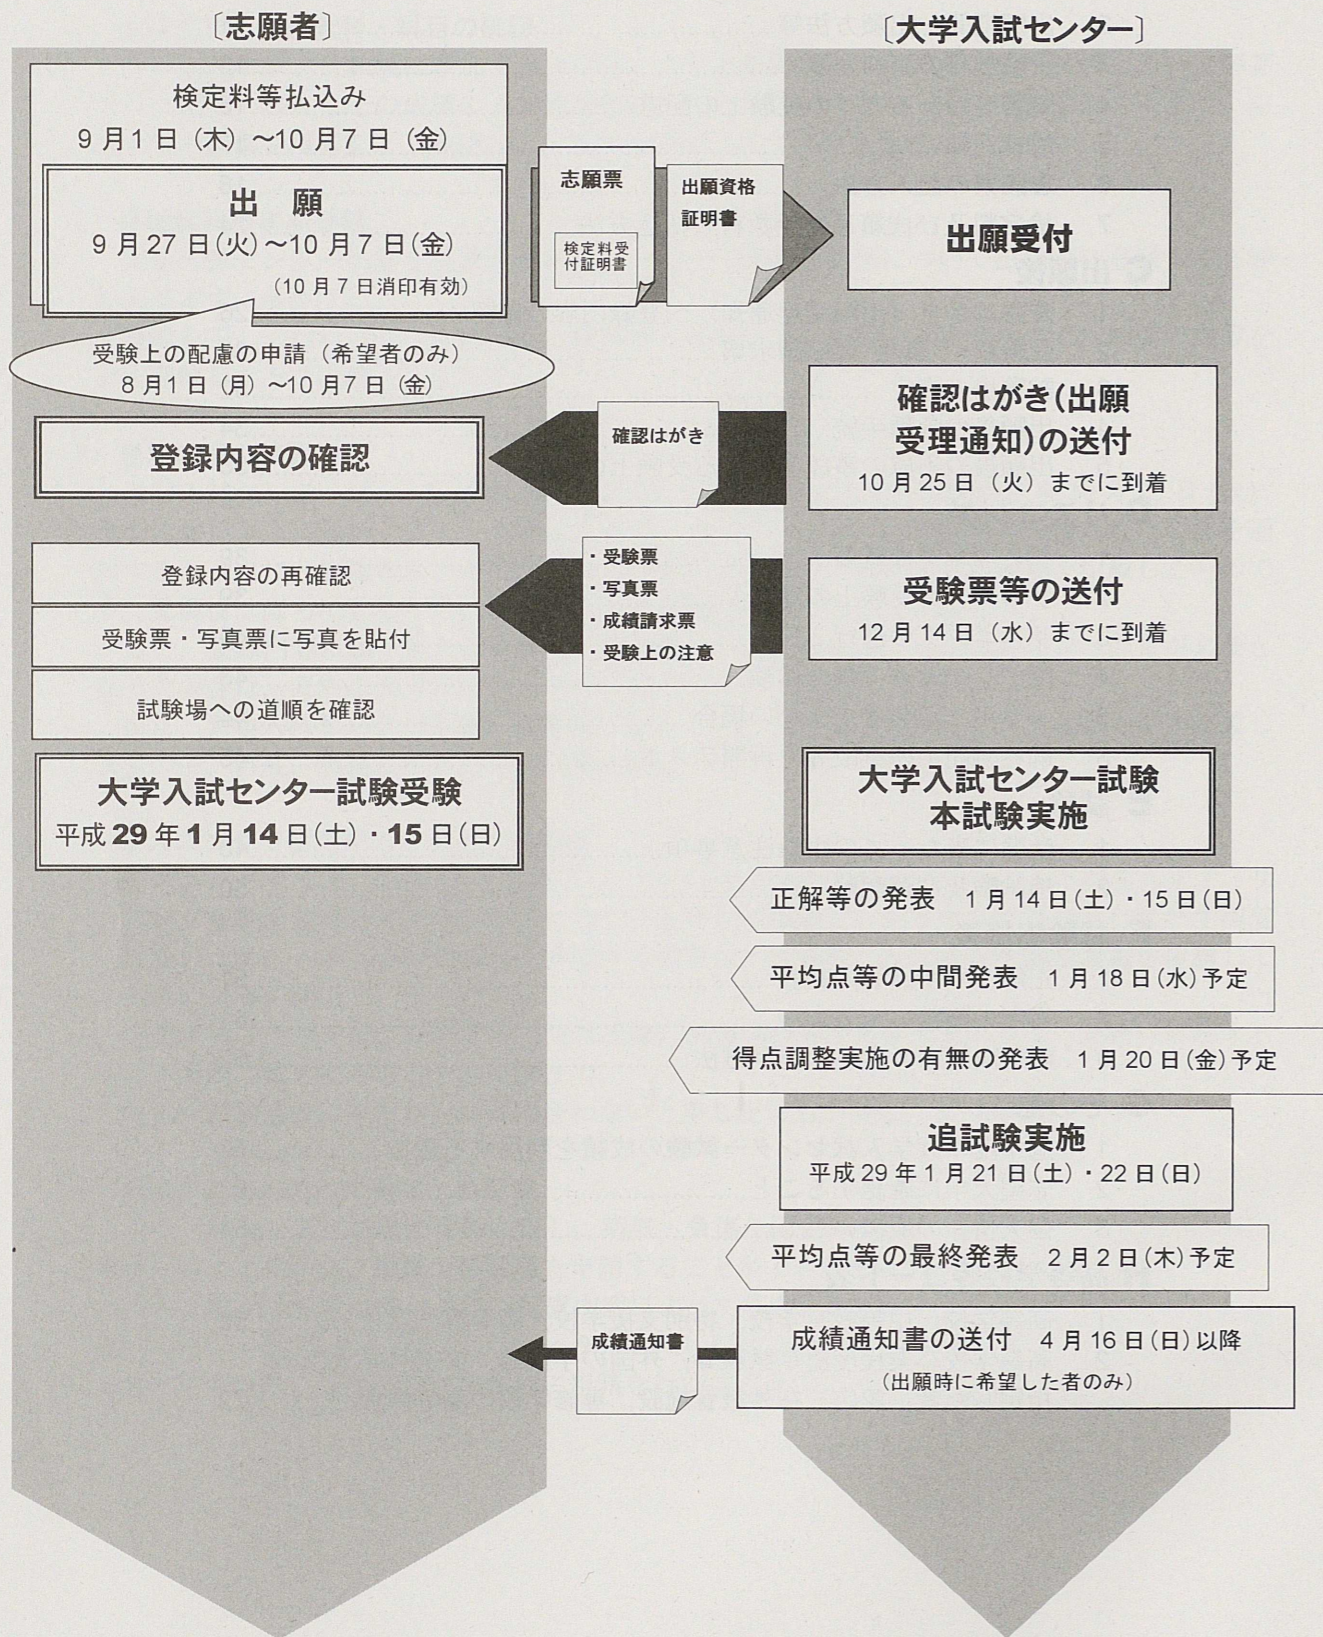 〔志願者〕
〔大学入試センター〕
検定料等払込み
9月1日（木）～10月7日（金）
出　願
9月27日（火）～10月7日（金）
（10月7日消印有効）
受験上の配慮の申請（希望者のみ）
8月1日（月）～10月7日（金）
志願票
検定料受
付証明書
出願資格
証明書
出願受付
確認はがき（出願
受理通知）の送付
10月25日（火）までに到着
確認はがき
登録内容の確認
受験票等の送付
12月14日（水）までに到着
・受験票
・写真票
・成績請求票
・受験上の注意
登録内容の再確認
受験票・写真票に写真を貼付
試験場への道順を確認
大学入試センター試験受験
平成29年1月14日（土）・15日（日）
大学入試センター試験
本試験実施
正解等の発表　1月14日（土）・15日（日）
平均点等の中間発表　1月18日（水）予定
得点調整実施の有無の発表　1月20日（金）予定
追試験実施
平成29年1月21日（土）・22日（日）
平均点等の最終発表　2月2日（木）予定
成績通知書の送付　4月16日（日）以降
（出願時に希望した者のみ）
成績通知書